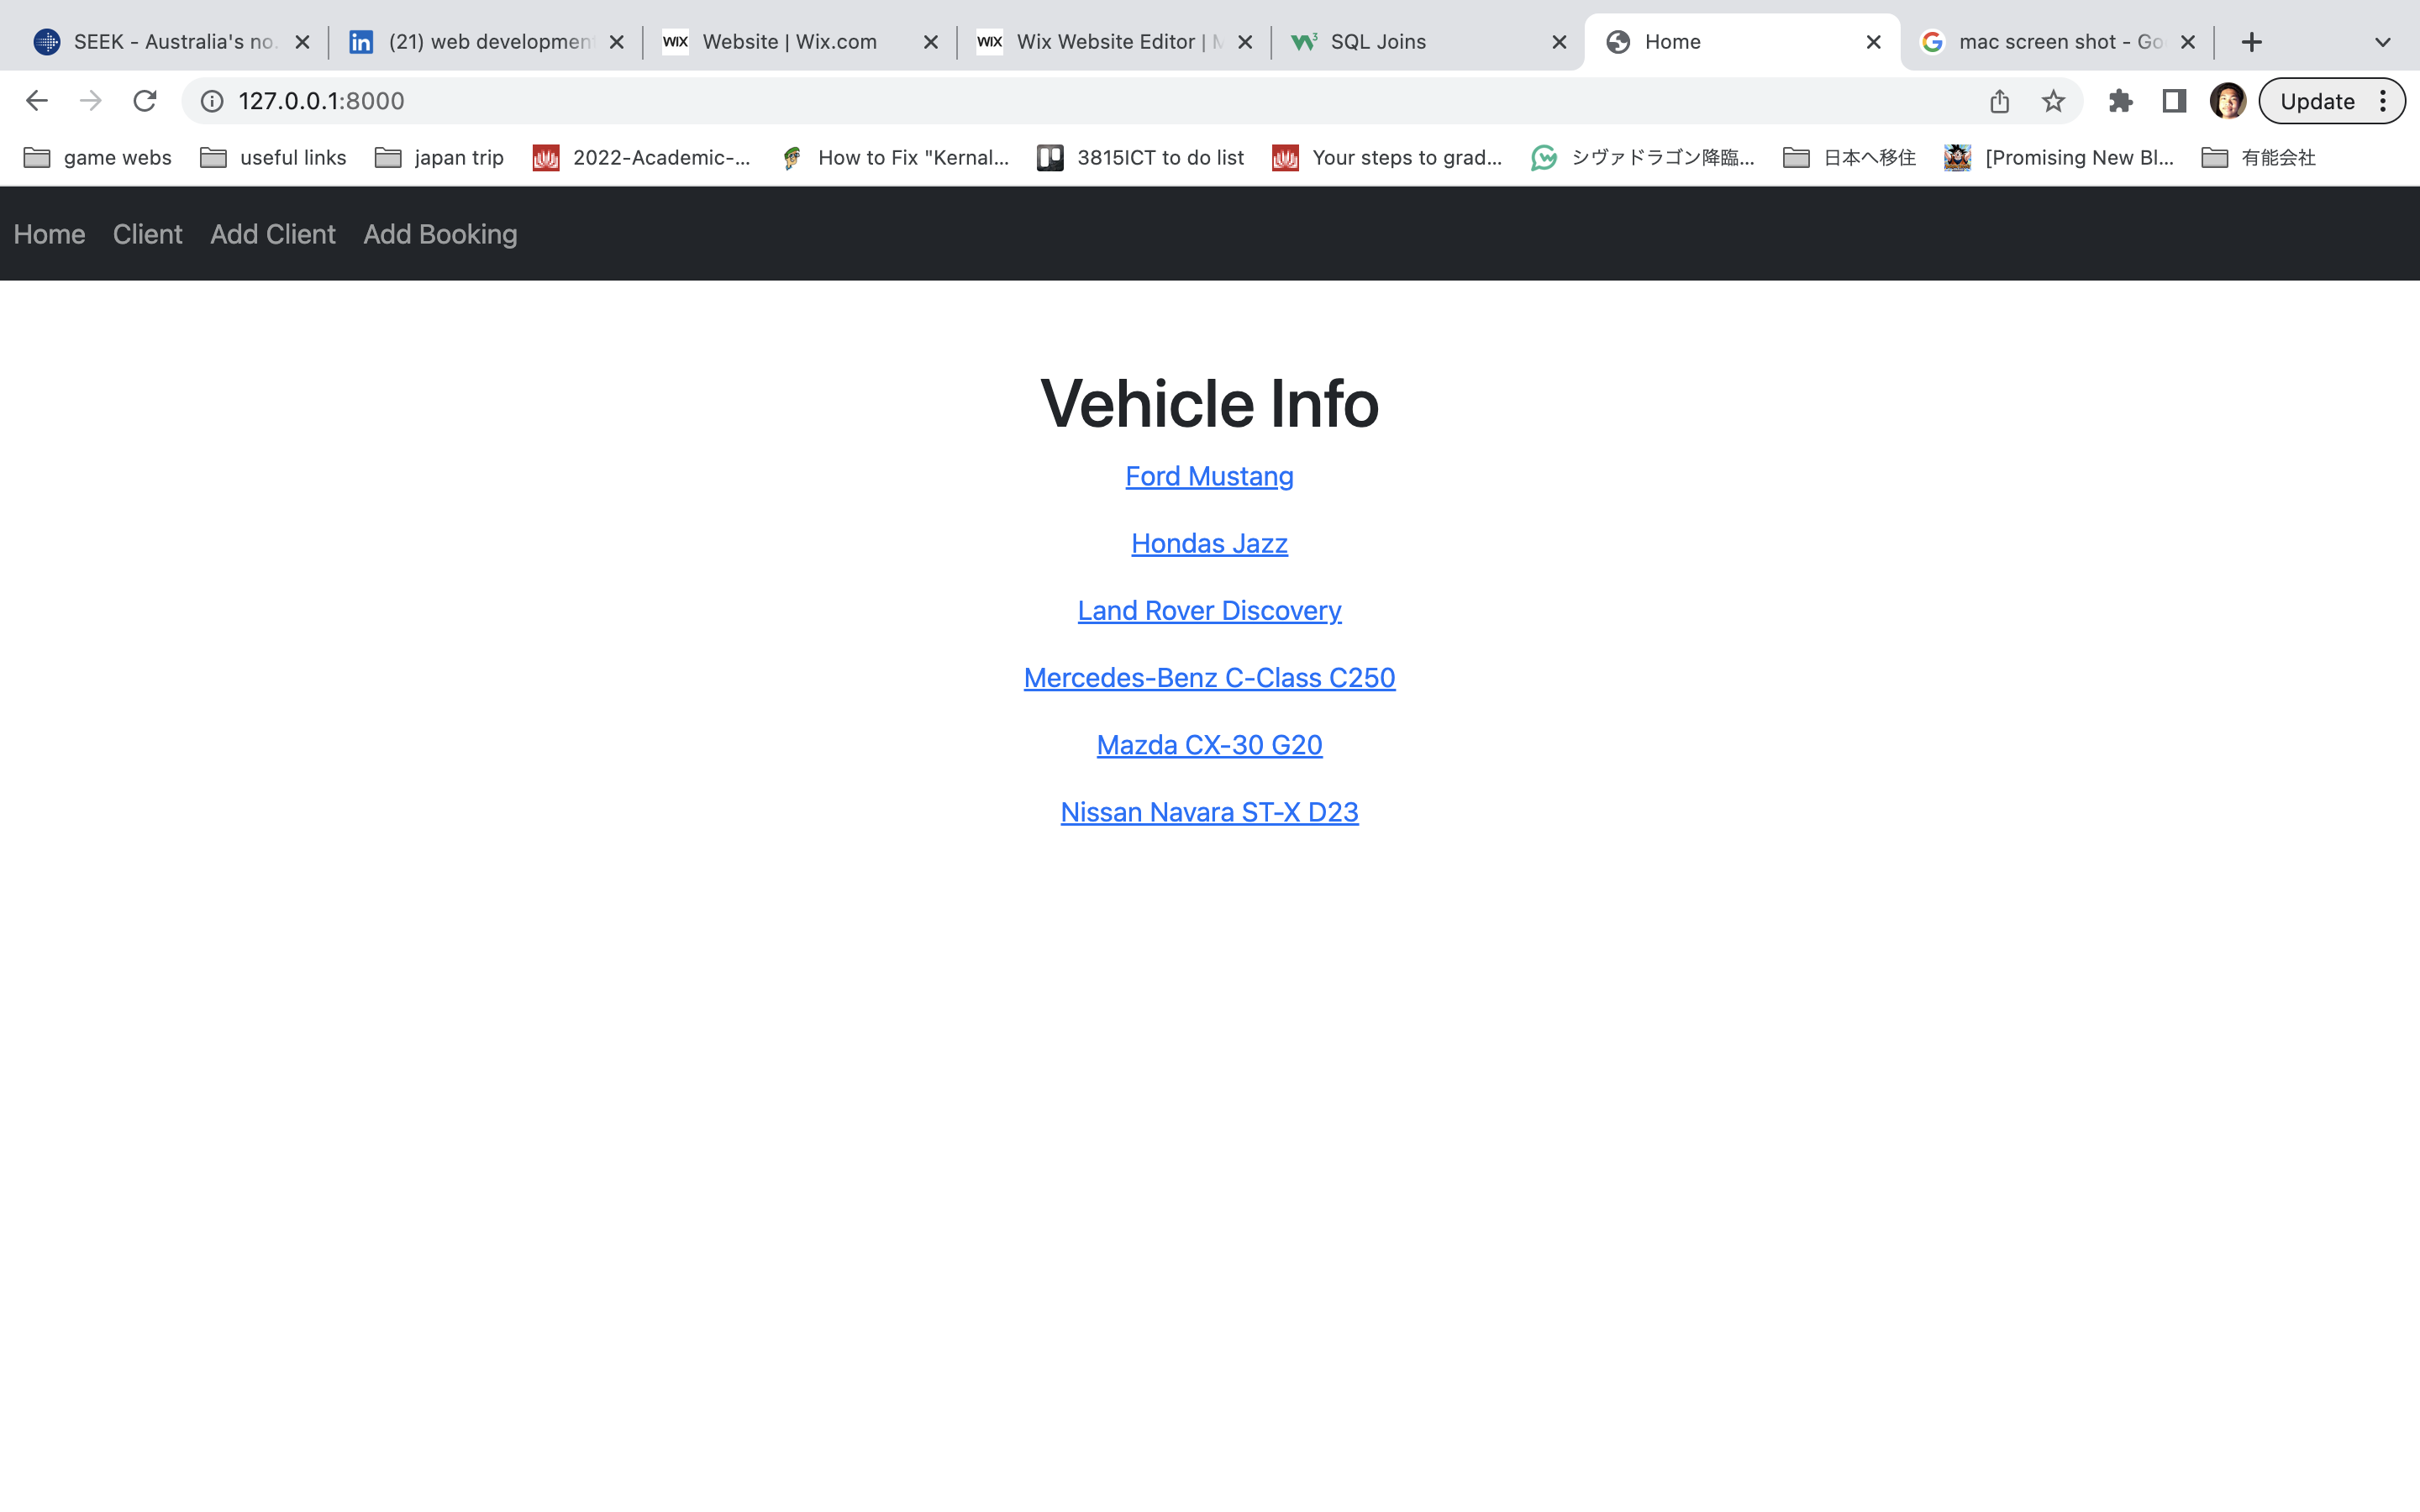 SEEK - Australia's no.
(21) web development
WIX Website | Wix.com
WIX Wix Website Editor |
SQL Joins
Home
mac screen shot - Go
127.0.0.1:8000
Update
game webs
useful links
japan trip
2022-Academic-...
How to Fix "Kernal...
3815ICT to do list
Your steps to grad...
シヴァドラゴン降臨...
日本へ移住
[Promising New Bl...
有能会社
Home Client Add Client Add Booking
Vehicle Info
Ford Mustang
Hondas Jazz
Land Rover Discovery
Mercedes-Benz C-Class C250
Mazda CX-30 G20
Nissan Navara ST-X D23